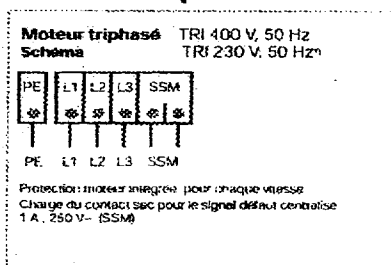 Moteur triphasé TRI 400 V, 50 Hz
Schéma TRI 230 V, 50 Hz
PE L1 L2 L3 SSM
PE L1 L2 L3 SSM
Protection moteur intégrée pour chaque vitesse
Charge du contact sec pour le signal défaut centralisé
1 A, 250 V~ (SSM)